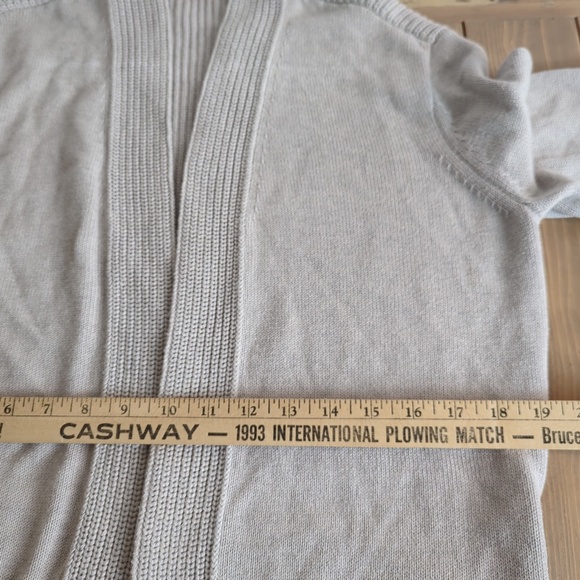 6 7 8 9 10 11 12 13 14 15 16 17 18 19
! CASHWAY — 1993 INTERNATIONAL PLOWING MATCH — Bruce